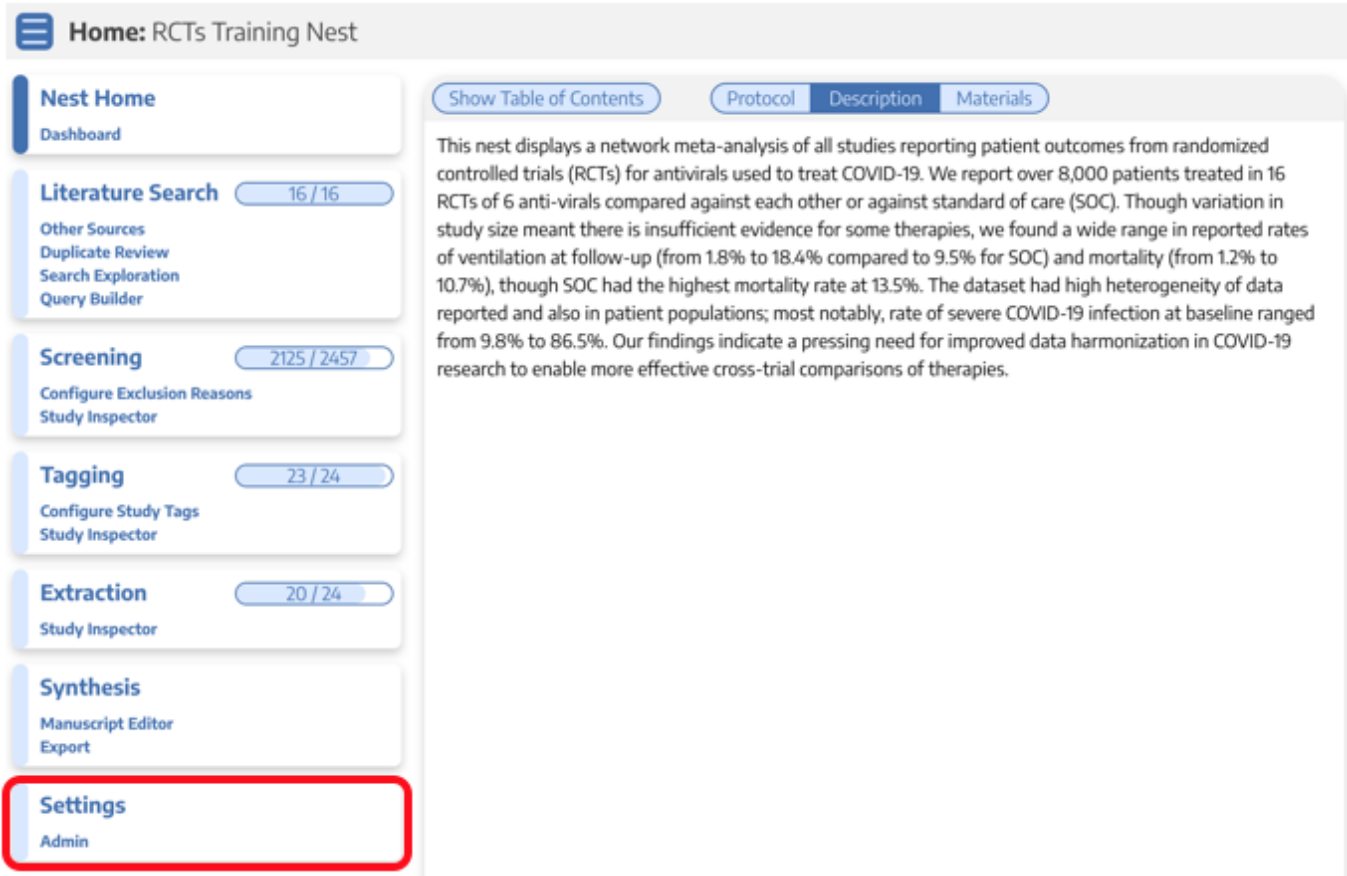 Home: RCTs Training Nest
Nest Home
Dashboard
Literature Search 16 / 16
Other Sources
Duplicate Review
Search Exploration
Query Builder
Screening 2125 / 2457
Configure Exclusion Reasons
Study Inspector
Tagging 23 / 24
Configure Study Tags
Study Inspector
Extraction 20 / 24
Study Inspector
Synthesis
Manuscript Editor
Export
Settings
Admin
Show Table of Contents Protocol Description Materials
This nest displays a network meta-analysis of all studies reporting patient outcomes from randomized
controlled trials (RCTs) for antivirals used to treat COVID-19. We report over 8,000 patients treated in 16
RCTs of 6 anti-virals compared against each other or against standard of care (SOC). Though variation in
study size meant there is insufficient evidence for some therapies, we found a wide range in reported rates
of ventilation at follow-up (from 1.8% to 18.4% compared to 9.5% for SOC) and mortality (from 1.2% to
10.7%), though SOC had the highest mortality rate at 13.5%. The dataset had high heterogeneity of data
reported and also in patient populations; most notably, rate of severe COVID-19 infection at baseline ranged
from 9.8% to 86.5%. Our findings indicate a pressing need for improved data harmonization in COVID-19
research to enable more effective cross-trial comparisons of therapies.